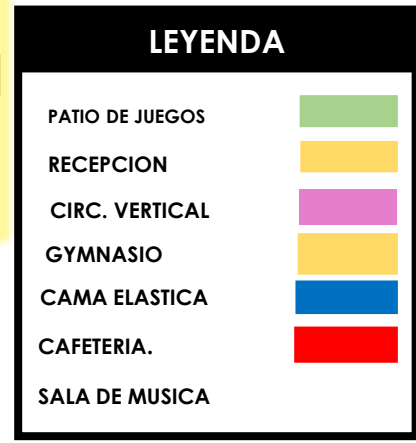 LEYENDA
PATIO DE JUEGOS
RECEPCION
CIRC. VERTICAL
GYMNASIO
CAMA ELASTICA
CAFETERIA.
SALA DE MUSICA